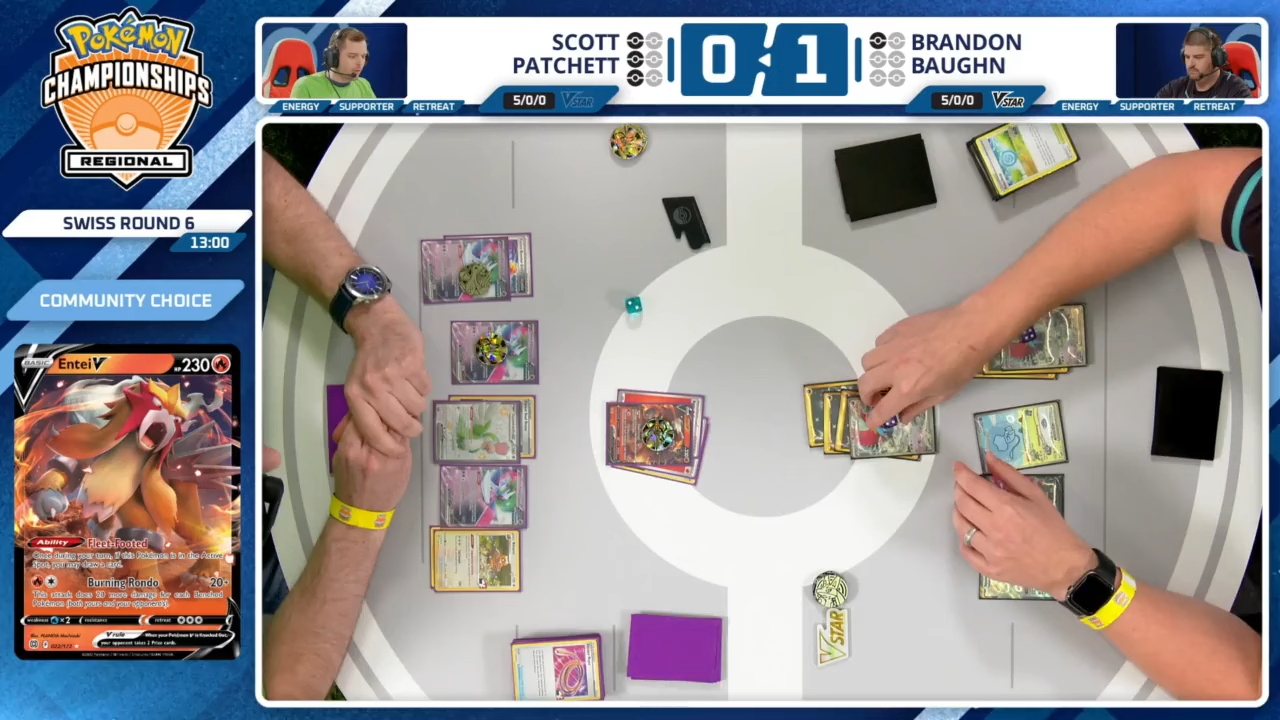 POKéMON
CHAMPIONSHIPS
REGIONAL
SWISS ROUND 6
13:00
COMMUNITY CHOICE
BASIC Entei V HP 230
Ability Fleet-Footed
Once during your turn, if this Pokémon is in the Active
Spot, you may draw a card.
Burning Rondo 20+
This attack does 20 more damage for each Benched
Pokémon (both yours and your opponent's).
weakness ×2 resistance retreat
V rule When your Pokémon V is Knocked Out,
your opponent takes 2 Prize cards.
SCOTT
PATCHETT
0 1
BRANDON
BAUGHN
ENERGY SUPPORTER RETREAT 5/0/0 VSTAR
5/0/0 VSTAR ENERGY SUPPORTER RETREAT
VSTAR